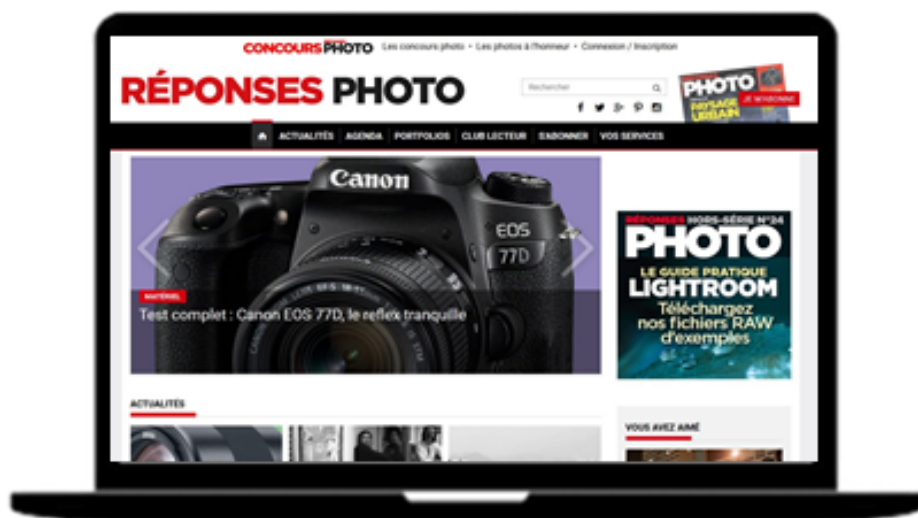 CONCOURS PHOTO Les concours photo • Les photos à l'honneur • Connexion / Inscription
RÉPONSES PHOTO
Rechercher
PHOTO
PAYSAGE
URBAIN
JE M'ABONNE
ACTUALITÉS AGENDA PORTFOLIOS CLUB LECTEUR S'ABONNER VOS SERVICES
Canon
EOS
77D
MATÉRIEL
Test complet : Canon EOS 77D, le reflex tranquille
RÉPONSES HORS-SÉRIE N°24
PHOTO
LE GUIDE PRATIQUE
LIGHTROOM
Téléchargez
nos fichiers RAW
d'exemples
ACTUALITÉS
VOUS AVEZ AIMÉ